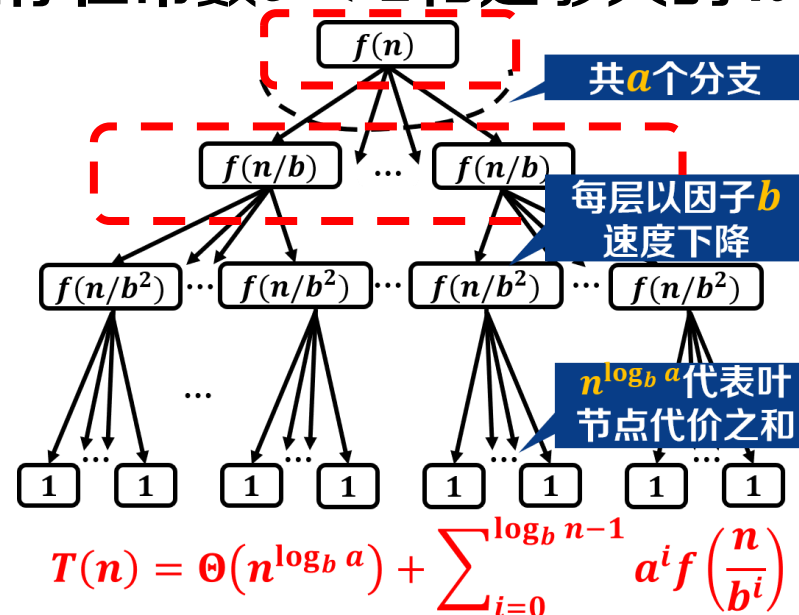 f(n)
共a个分支
f(n/b) ... f(n/b)
每层以因子b
速度下降
f(n/b²) ... f(n/b²) ... f(n/b²) ... f(n/b²)
...
n^{log_b a}代表叶
节点代价之和
... ... ... ...
1 1 1 1 1 1 1 1
T(n) = Θ(n^{log_b a}) + ∑_{i=0}^{log_b n−1} a^i f(n/b^i)